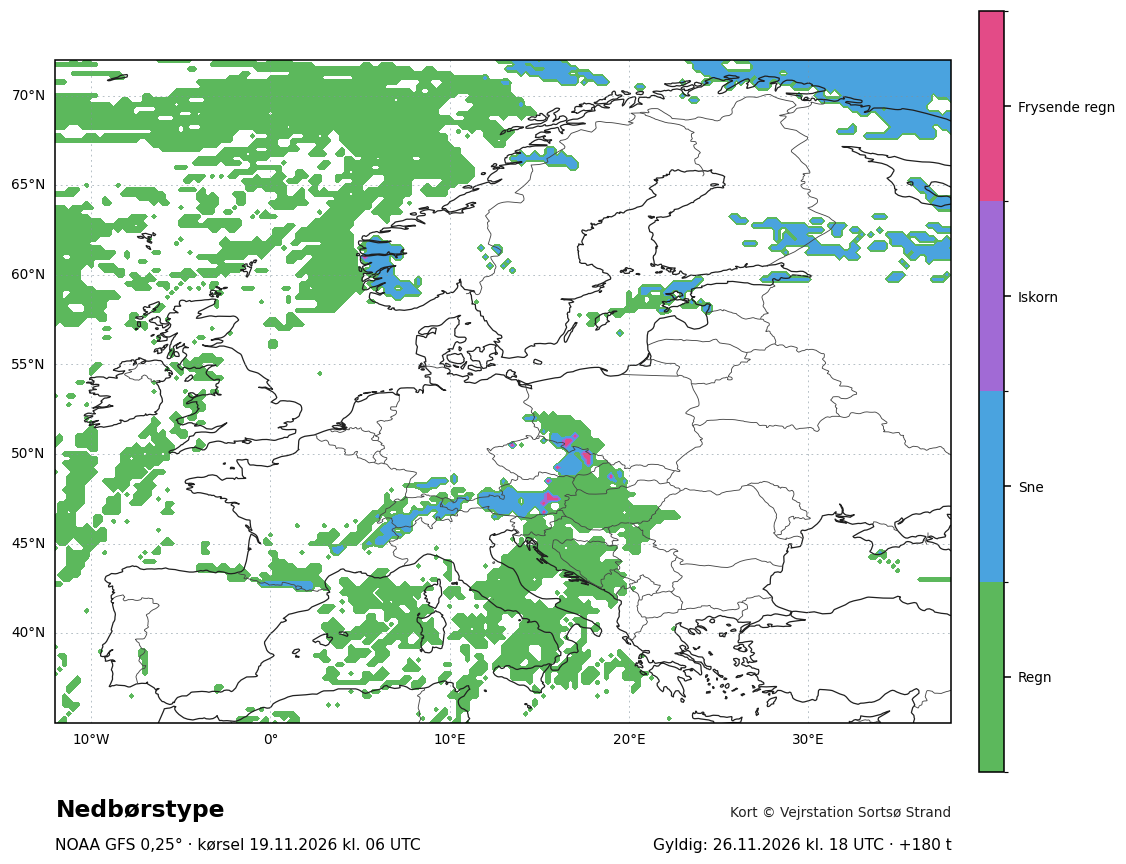 70°N
65°N
60°N
55°N
50°N
45°N
40°N
10°W
0°
10°E
20°E
30°E
Frysende regn
Iskorn
Sne
Regn
Nedbørstype
Kort © Vejrstation Sortsø Strand
NOAA GFS 0,25° · kørsel 19.11.2026 kl. 06 UTC
Gyldig: 26.11.2026 kl. 18 UTC · +180 t